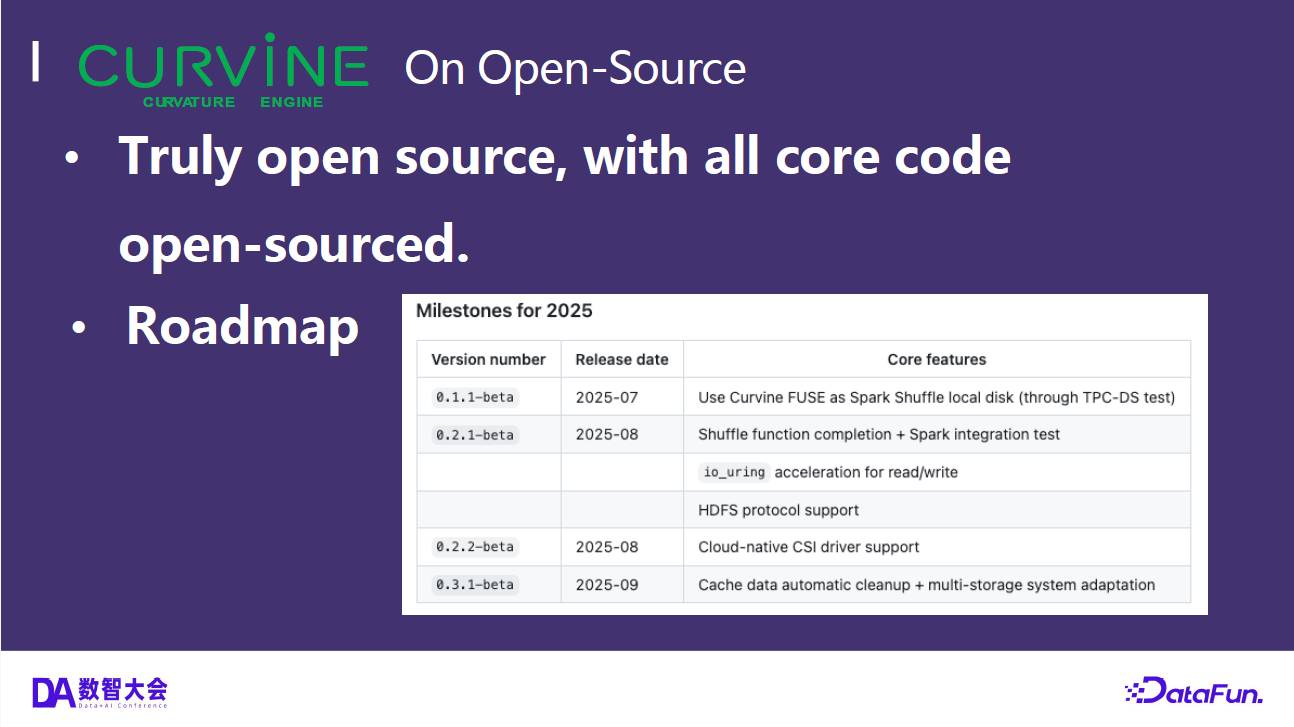 CURVINE On Open-Source
CURVATURE ENGINE
• Truly open source, with all core code
open-sourced.
• Roadmap
Milestones for 2025
Version number Release date Core features
0.1.1-beta 2025-07 Use Curvine FUSE as Spark Shuffle local disk (through TPC-DS test)
0.2.1-beta 2025-08 Shuffle function completion + Spark integration test
io_uring acceleration for read/write
HDFS protocol support
0.2.2-beta 2025-08 Cloud-native CSI driver support
0.3.1-beta 2025-09 Cache data automatic cleanup + multi-storage system adaptation
DA 数智大会
Data+AI Conference
DataFun.